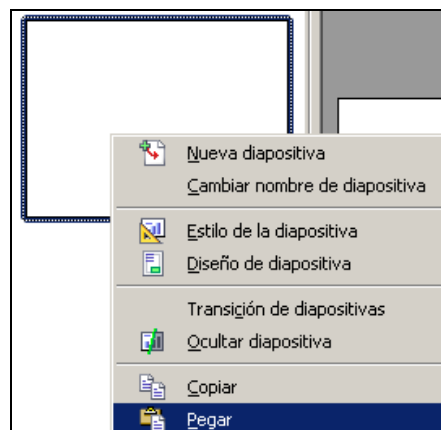 Nueva diapositiva
Cambiar nombre de diapositiva
Estilo de la diapositiva
Diseño de diapositiva
Transición de diapositivas
Ocultar diapositiva
Copiar
Pegar